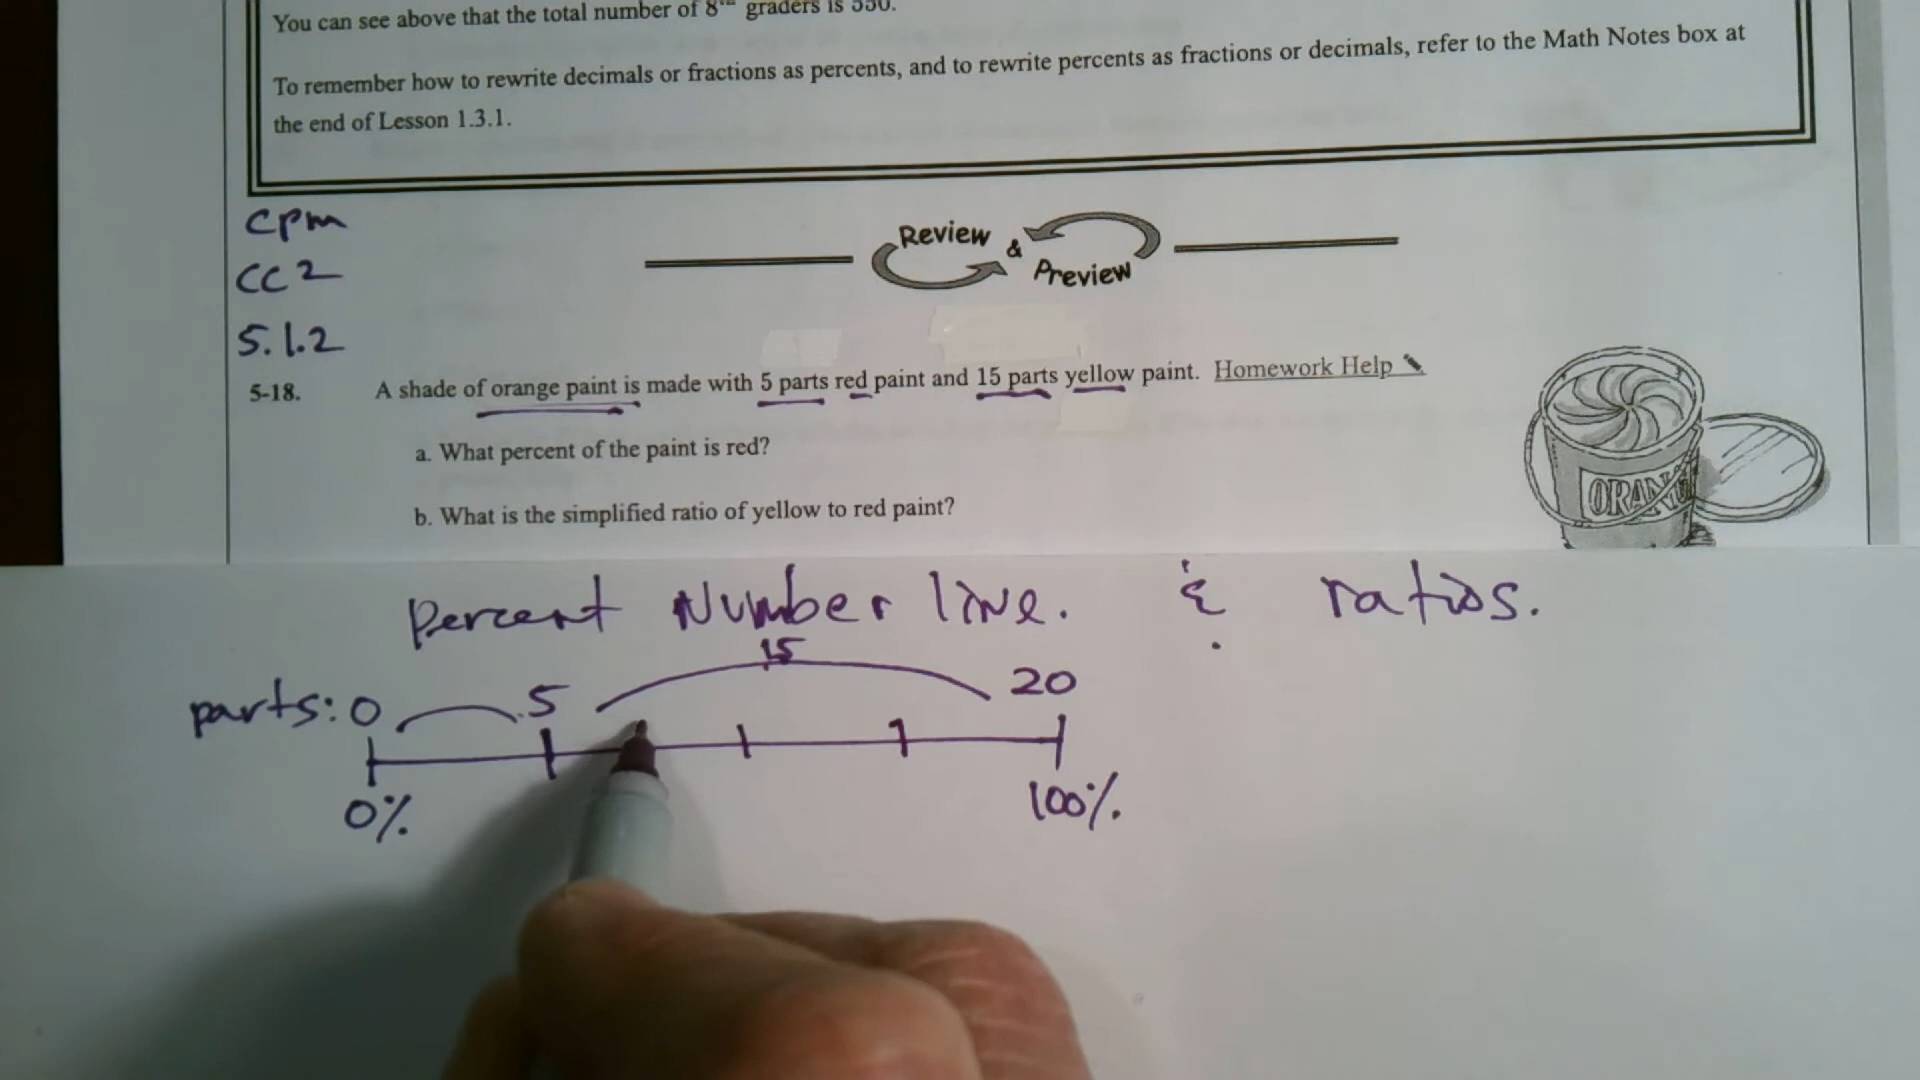 You can see above that the total number of 8th graders is 550.
To remember how to rewrite decimals or fractions as percents, and to rewrite percents as fractions or decimals, refer to the Math Notes box at
the end of Lesson 1.3.1.
CPM
CC2
5.1.2
Review & Preview
5-18. A shade of orange paint is made with 5 parts red paint and 15 parts yellow paint. Homework Help
a. What percent of the paint is red?
b. What is the simplified ratio of yellow to red paint?
ORANG
Percent Number line. & ratios.
15
parts: 0 5 20
0% 100%.